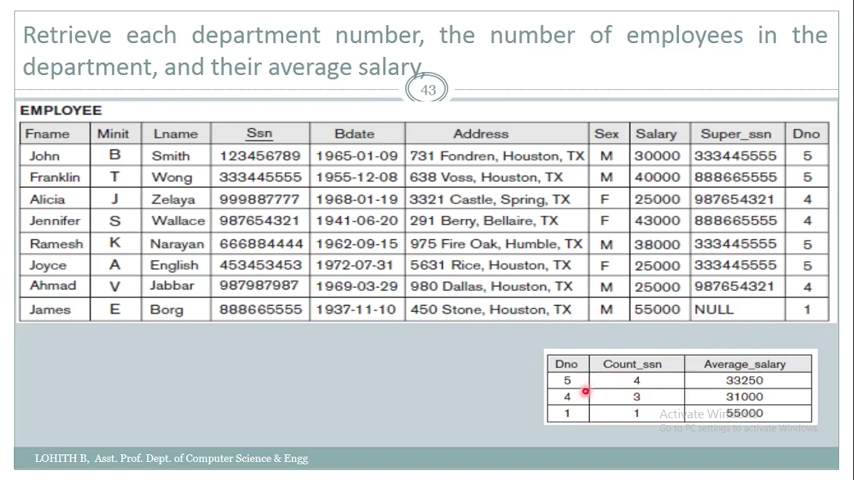 Retrieve each department number, the number of employees in the
department, and their average salary,
43
EMPLOYEE
Fname Minit Lname Ssn Bdate Address Sex Salary Super_ssn Dno
John B Smith 123456789 1965-01-09 731 Fondren, Houston, TX M 30000 333445555 5
Franklin T Wong 333445555 1955-12-08 638 Voss, Houston, TX M 40000 888665555 5
Alicia J Zelaya 999887777 1968-01-19 3321 Castle, Spring, TX F 25000 987654321 4
Jennifer S Wallace 987654321 1941-06-20 291 Berry, Bellaire, TX F 43000 888665555 4
Ramesh K Narayan 666884444 1962-09-15 975 Fire Oak, Humble, TX M 38000 333445555 5
Joyce A English 453453453 1972-07-31 5631 Rice, Houston, TX F 25000 333445555 5
Ahmad V Jabbar 987987987 1969-03-29 980 Dallas, Houston, TX M 25000 987654321 4
James E Borg 888665555 1937-11-10 450 Stone, Houston, TX M 55000 NULL 1
Dno Count_ssn Average_salary
5 4 33250
4 3 31000
1 1 55000
Activate Windows
Go to PC settings to activate Windows
LOHITH B, Asst. Prof. Dept. of Computer Science & Engg